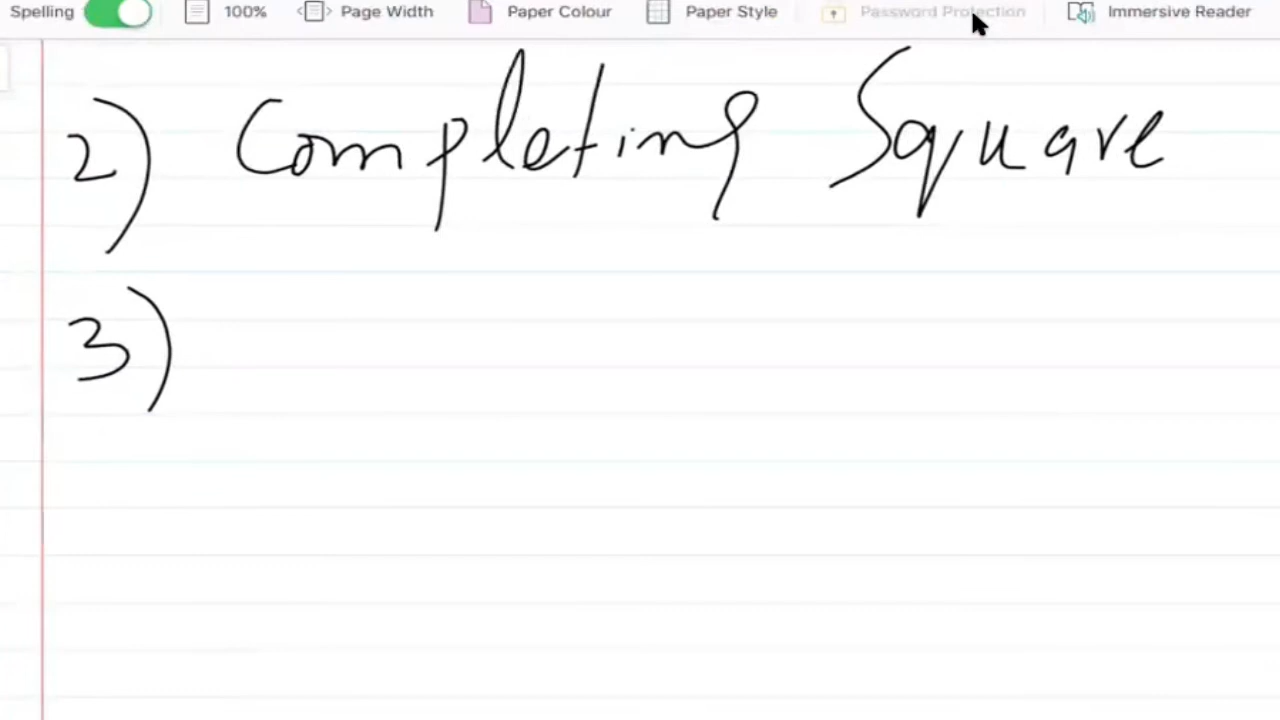 Spelling 100% Page Width Paper Colour Paper Style Password Protection Immersive Reader
2) Completing Square
3)